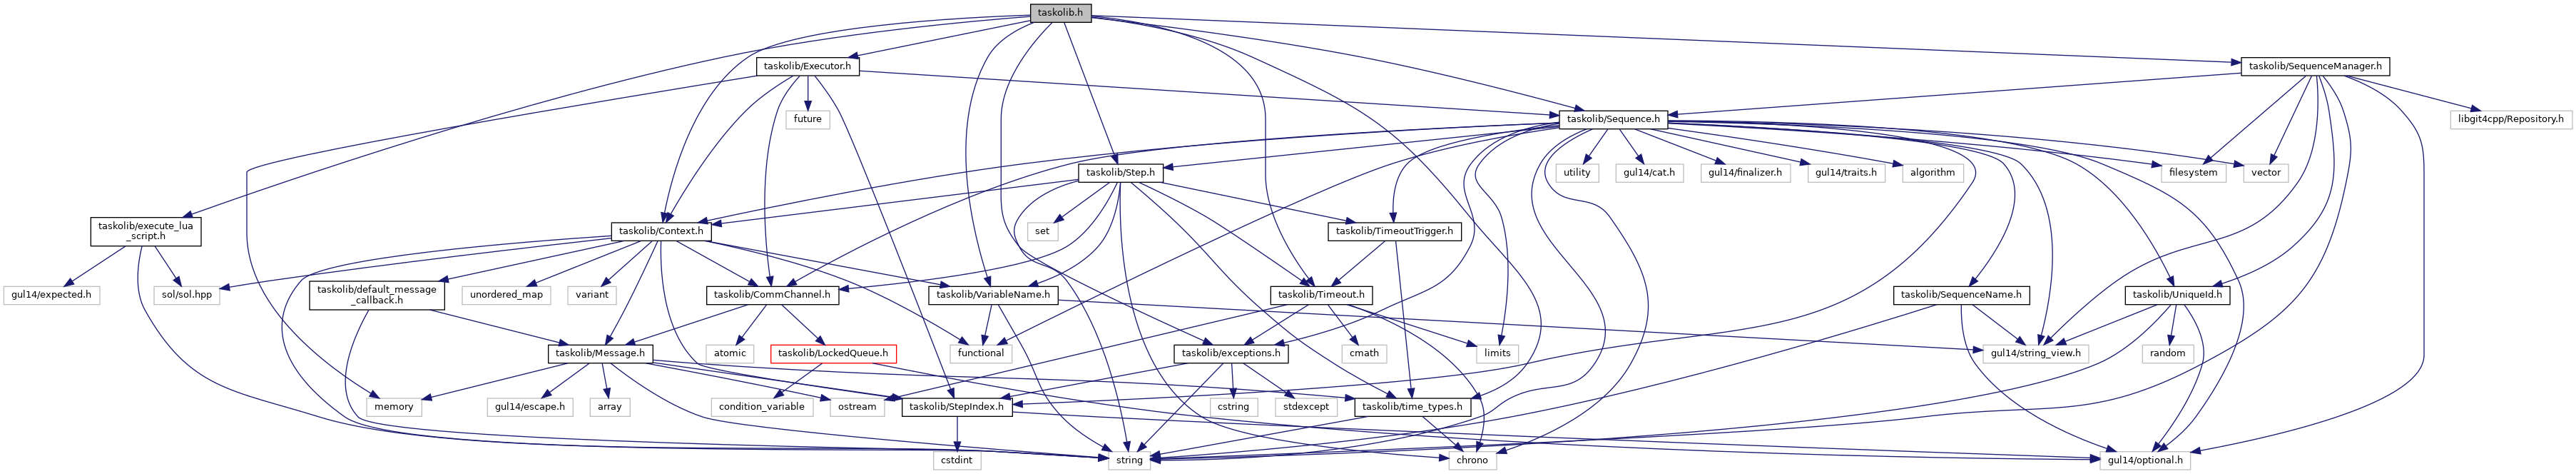 taskolib.h
taskolib/Executor.h
taskolib/SequenceManager.h
future
taskolib/Sequence.h
libgit4cpp/Repository.h
taskolib/Step.h
utility
gul14/cat.h
gul14/finalizer.h
gul14/traits.h
algorithm
filesystem
vector
taskolib/execute_lua
_script.h
taskolib/Context.h
set
taskolib/TimeoutTrigger.h
gul14/expected.h
sol/sol.hpp
taskolib/default_message
_callback.h
unordered_map
variant
taskolib/CommChannel.h
taskolib/VariableName.h
taskolib/Timeout.h
taskolib/SequenceName.h
taskolib/UniqueId.h
taskolib/Message.h
atomic
taskolib/LockedQueue.h
functional
taskolib/exceptions.h
cmath
limits
gul14/string_view.h
random
memory
gul14/escape.h
array
condition_variable
ostream
taskolib/StepIndex.h
cstring
stdexcept
taskolib/time_types.h
cstdint
string
chrono
gul14/optional.h